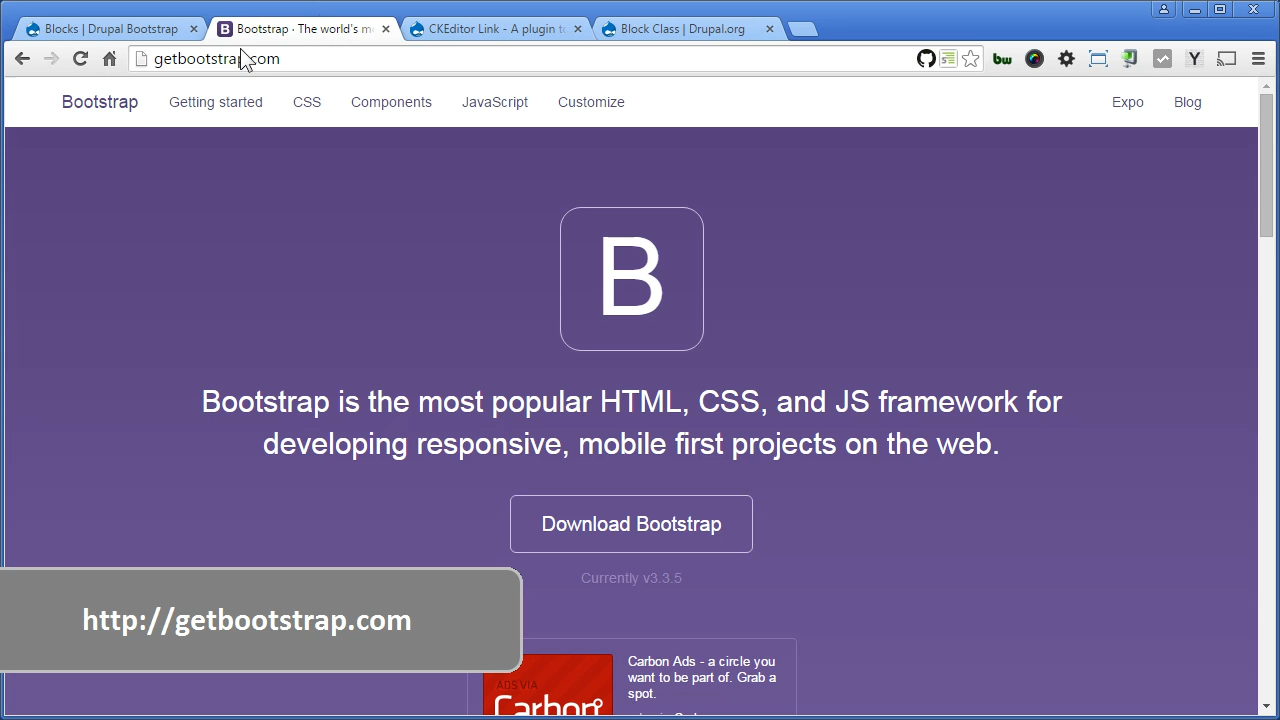 Blocks | Drupal Bootstrap
Bootstrap · The world's m
CKEditor Link - A plugin t
Block Class | Drupal.org
getbootstrap.com
bw
Y
Bootstrap
Getting started
CSS
Components
JavaScript
Customize
Expo
Blog
B
Bootstrap is the most popular HTML, CSS, and JS framework for
developing responsive, mobile first projects on the web.
Download Bootstrap
Currently v3.3.5
http://getbootstrap.com
ADS VIA
Carbon
Carbon Ads - a circle you
want to be part of. Grab a
spot.